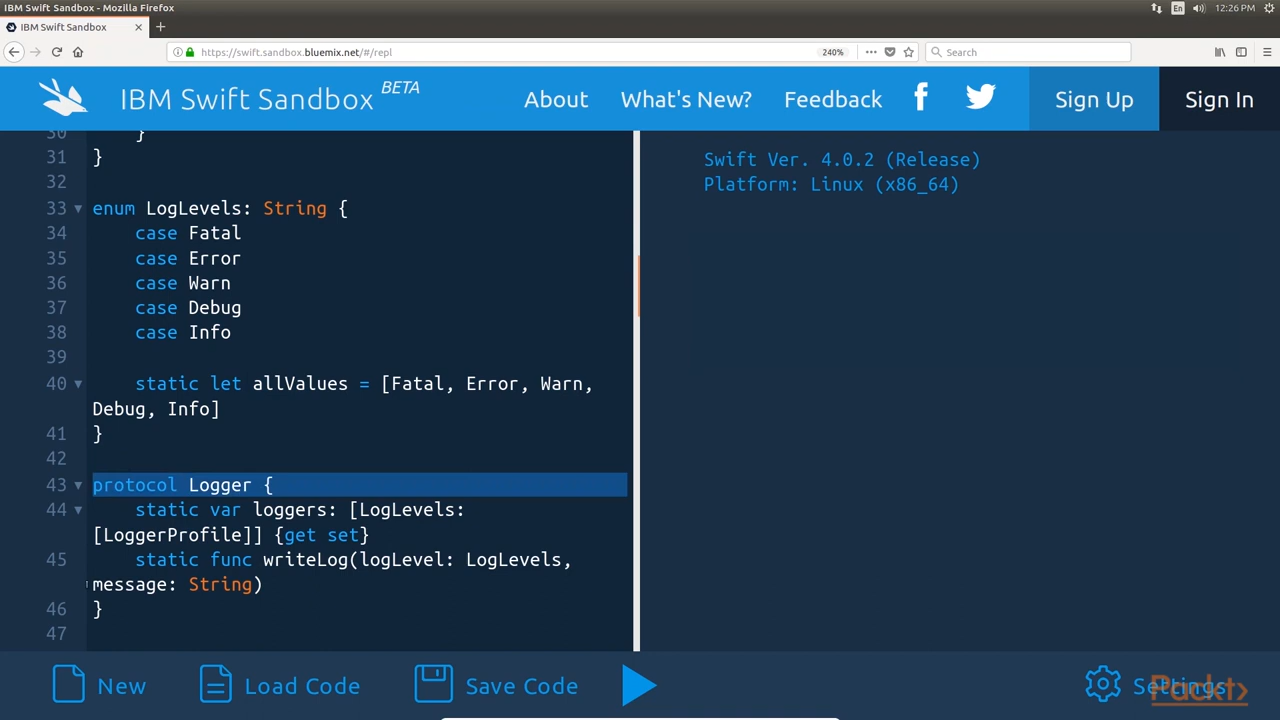 IBM Swift Sandbox - Mozilla Firefox
En 12:26 PM
IBM Swift Sandbox
https://swift.sandbox.bluemix.net/#/repl 240% Search
IBM Swift Sandbox BETA About What's New? Feedback Sign Up Sign In
30 }
31 }
32
33 enum LogLevels: String {
34 case Fatal
35 case Error
36 case Warn
37 case Debug
38 case Info
39
40 static let allValues = [Fatal, Error, Warn,
Debug, Info]
41 }
42
43 protocol Logger {
44 static var loggers: [LogLevels:
[LoggerProfile]] {get set}
45 static func writeLog(logLevel: LogLevels,
message: String)
46 }
47
Swift Ver. 4.0.2 (Release)
Platform: Linux (x86_64)
New Load Code Save Code Settings
Packt>